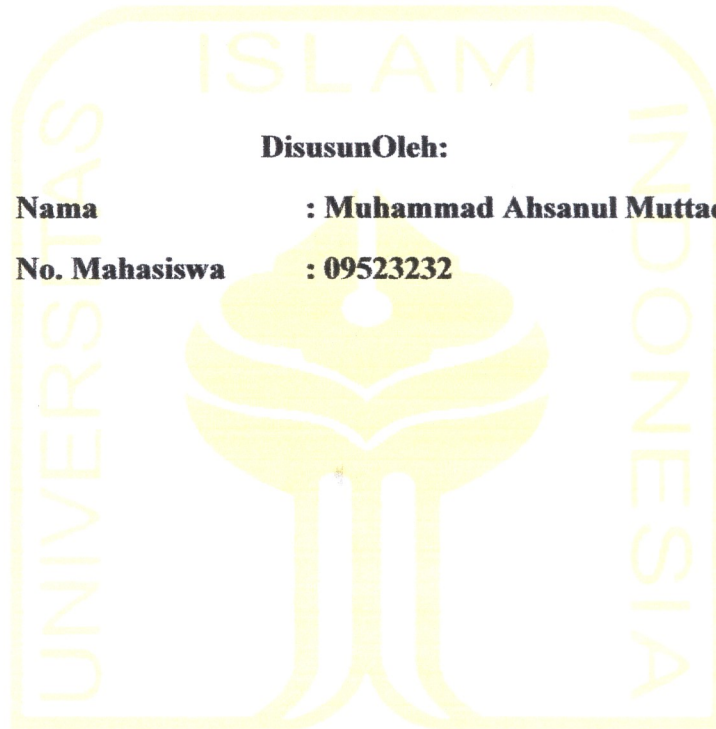 ISLAM
UNIVERSITAS
INDONESIA
DisusunOleh:
Nama : Muhammad Ahsanul
No. Mahasiswa : 09523232